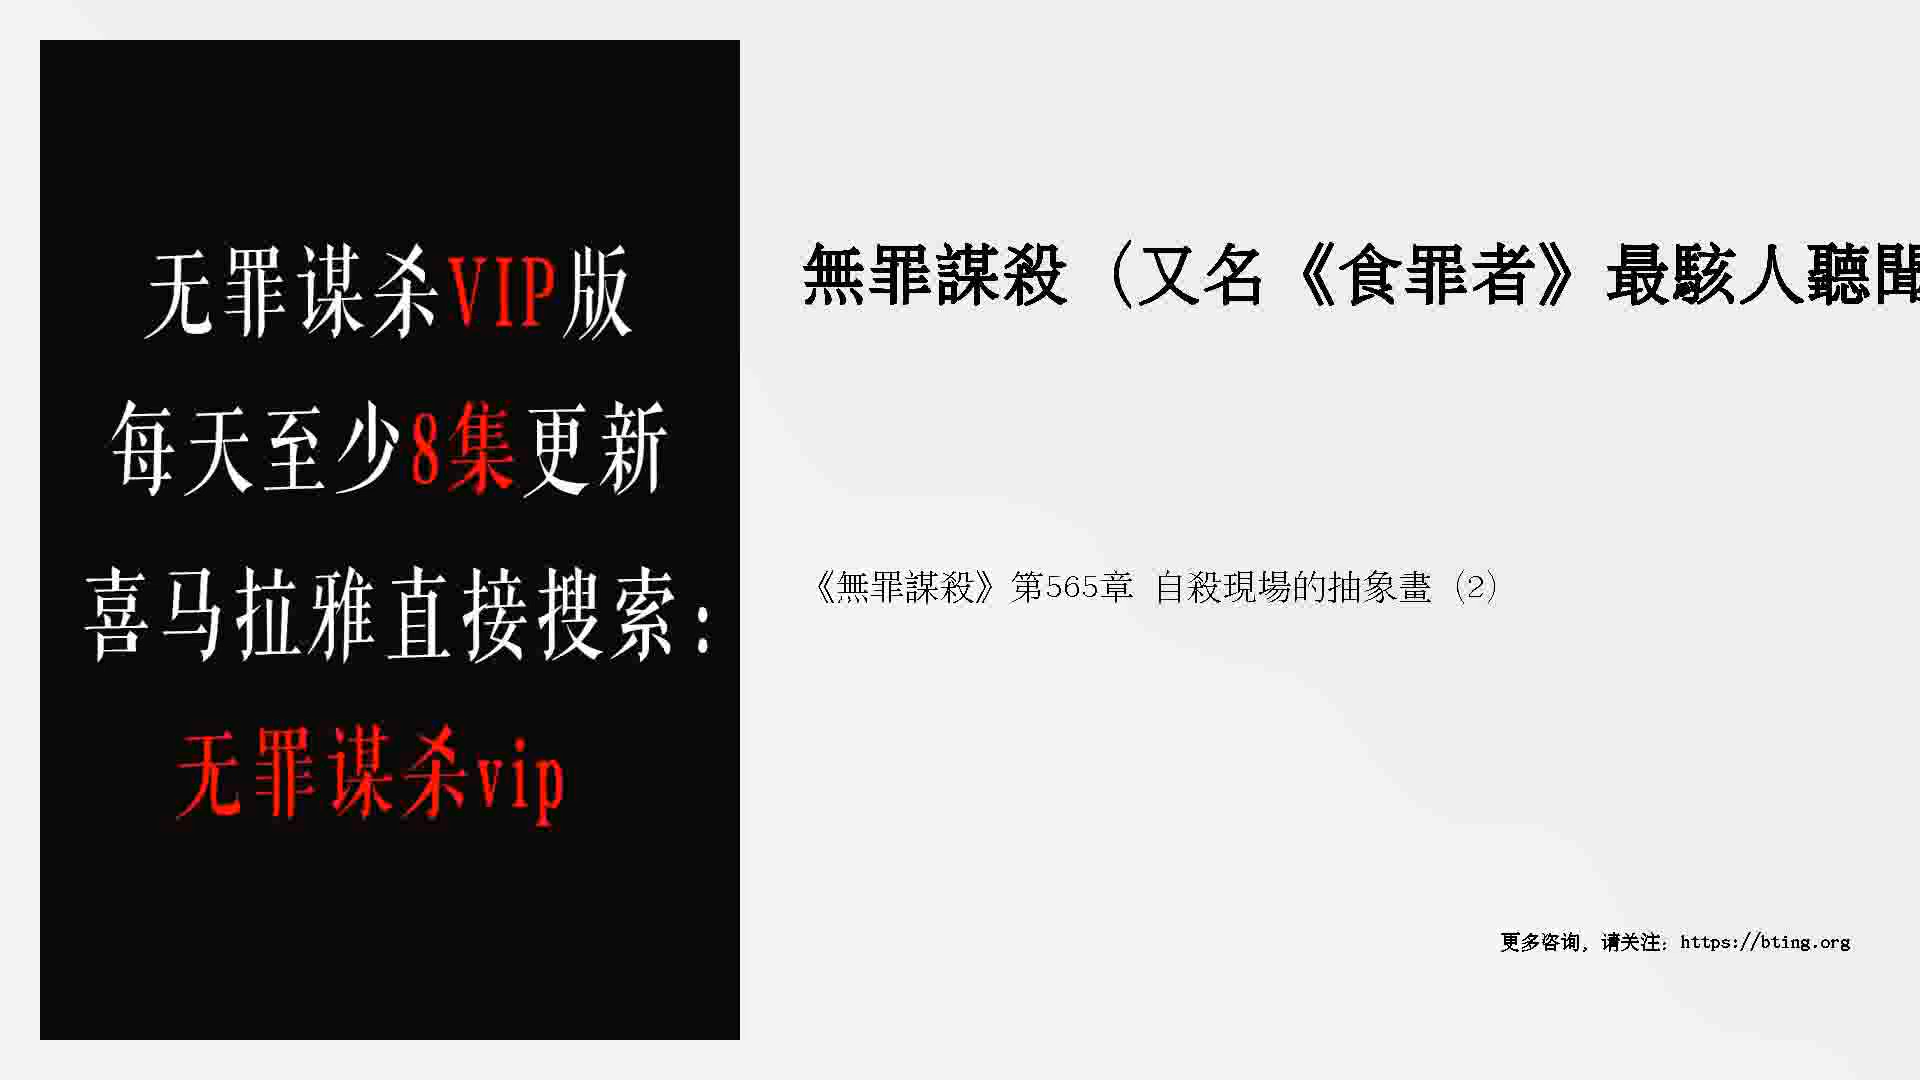 无罪谋杀VIP版
每天至少8集更新
喜马拉雅直接搜索:
无罪谋杀vip
無罪謀殺（又名《食罪者》最駭人聽聞
《無罪謀殺》第565章 自殺現場的抽象畫（2）
更多咨询，请关注：https://bting.org